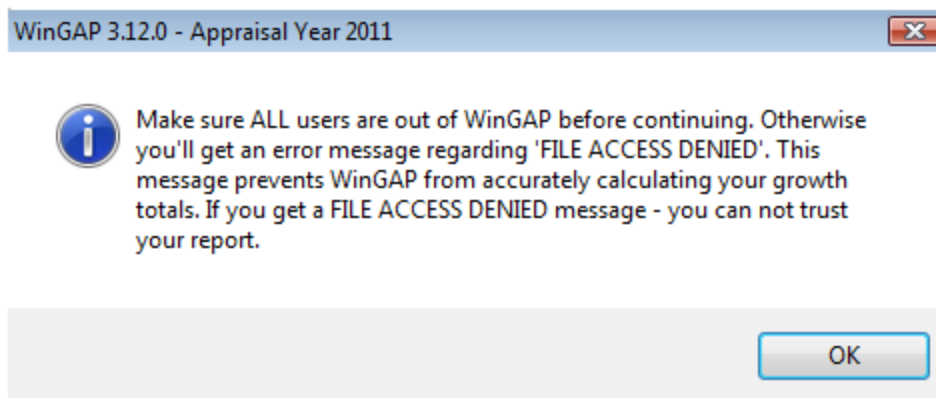 WinGAP 3.12.0 - Appraisal Year 2011
Make sure ALL users are out of WinGAP before continuing. Otherwise
you'll get an error message regarding 'FILE ACCESS DENIED'. This
message prevents WinGAP from accurately calculating your growth
totals. If you get a FILE ACCESS DENIED message - you can not trust
your report.
OK